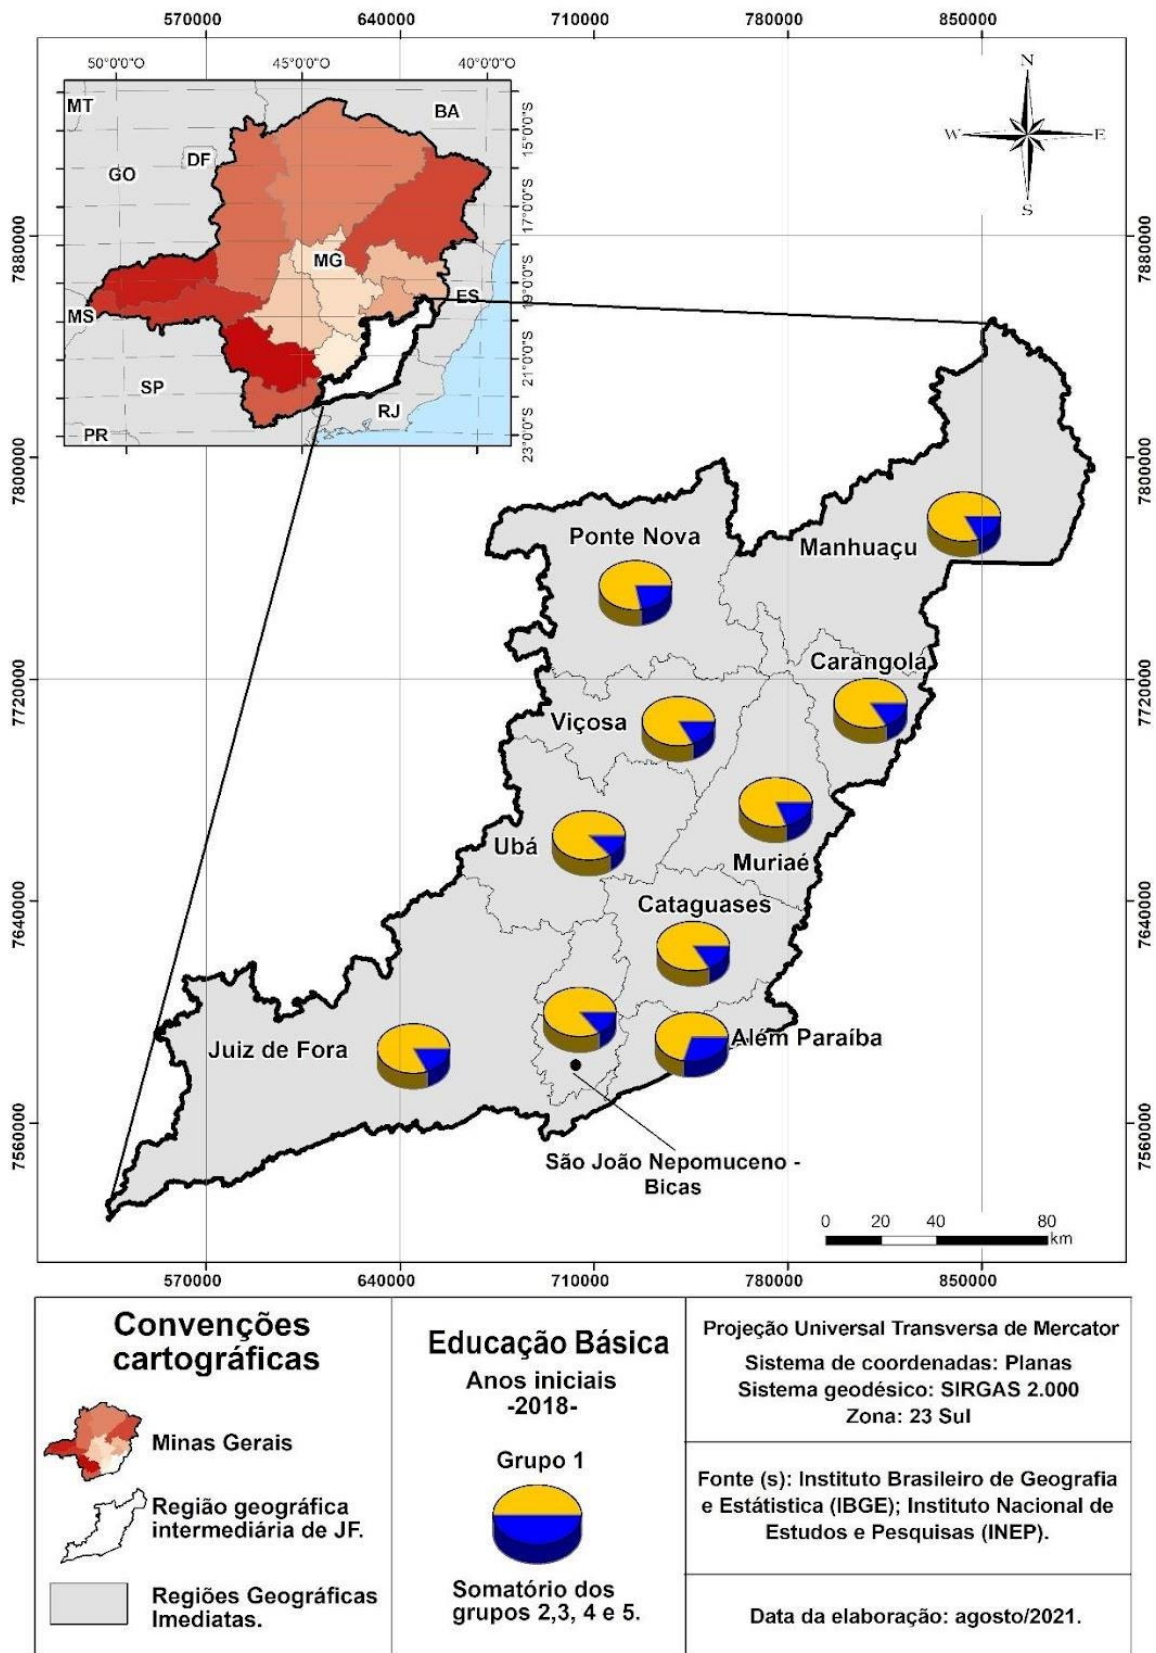 570000 640000 710000 780000 850000
50°0'0"O 45°0'0"O 40°0'0"O
MT
BA
DF
GO
MG
ES
MS
SP
RJ
PR
15°0'0"S
17°0'0"S
19°0'0"S
21°0'0"S
23°0'0"S
N
W E
S
7880000 7880000
7800000 7800000
7720000 7720000
7640000 7640000
7560000 7560000
Ponte Nova
Manhuaçu
Carangola
Viçosa
Ubá
Muriaé
Cataguases
Juiz de Fora
Além Paraíba
São João Nepomuceno -
Bicas
0 20 40 80
km
570000 640000 710000 780000 850000
Convenções
cartográficas
Minas Gerais
Região geográfica
intermediária de JF.
Regiões Geográficas
Imediatas.
Educação Básica
Anos iniciais
-2018-
Grupo 1
Somatório dos
grupos 2,3, 4 e 5.
Projeção Universal Transversa de Mercator
Sistema de coordenadas: Planas
Sistema geodésico: SIRGAS 2.000
Zona: 23 Sul
Fonte (s): Instituto Brasileiro de Geografia
e Estátistica (IBGE); Instituto Nacional de
Estudos e Pesquisas (INEP).
Data da elaboração: agosto/2021.